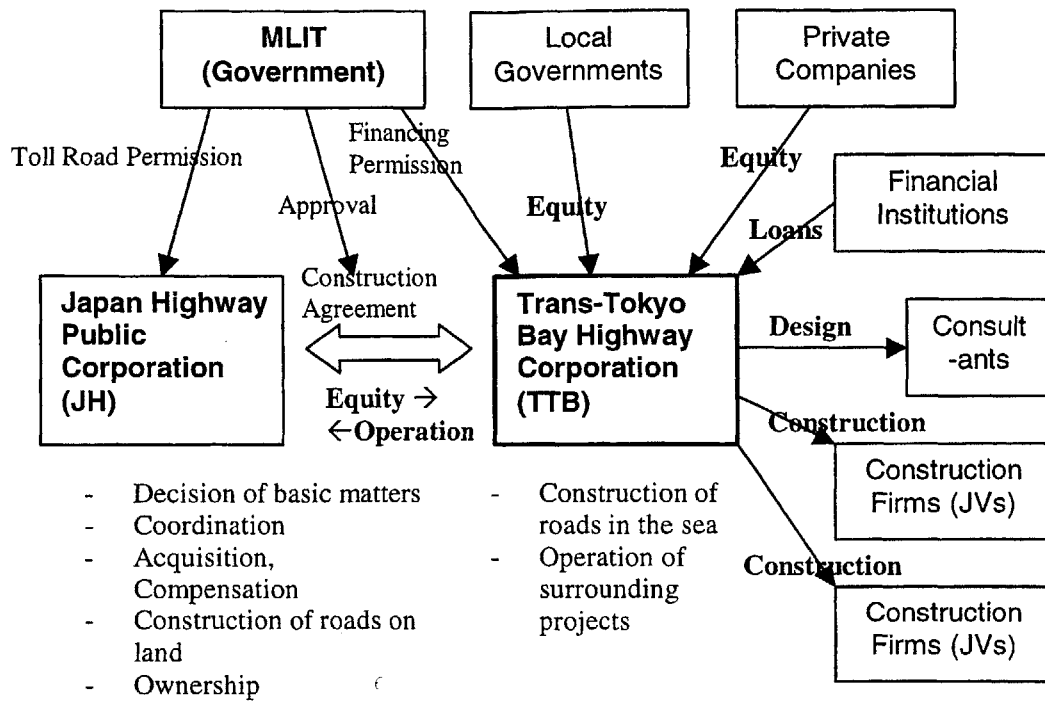 MLIT
(Government)
Local
Governments
Private
Companies
Toll Road Permission
Financing
Permission
Approval
Equity
Equity
Loans
Financial
Institutions
Japan Highway
Public
Corporation
(JH)
Construction
Agreement
Equity →
←Operation
Trans-Tokyo
Bay Highway
Corporation
(TTB)
Design
Consult
-ants
Construction
Construction
Firms (JVs)
Construction
Construction
Firms (JVs)
- Decision of basic matters
- Coordination
- Acquisition,
Compensation
- Construction of roads on
land
- Ownership
- Construction of
roads in the sea
- Operation of
surrounding
projects